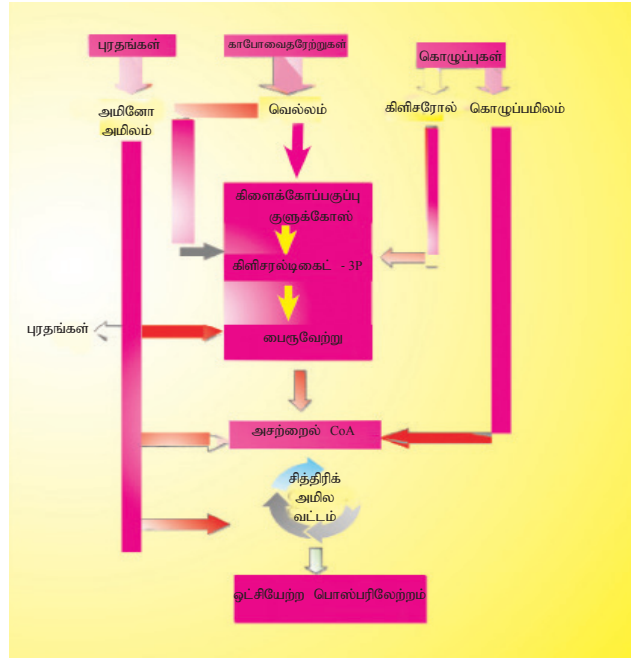 புரதங்கள்
காபோவைதரேற்றுகள்
கொழுப்புகள்
அமினோ
அமிலம்
வெல்லம்
கிளிசரோல்
கொழுப்பமிலம்
கிளைக்கோப்பகுப்பு
குளுக்கோஸ்
கிளிசரல்டிகைட் - 3P
புரதங்கள்
பைரூவேற்று
அசற்றைல் CoA
சித்திரிக்
அமில
வட்டம்
ஒட்சியேற்ற பொஸ்பரிலேற்றம்